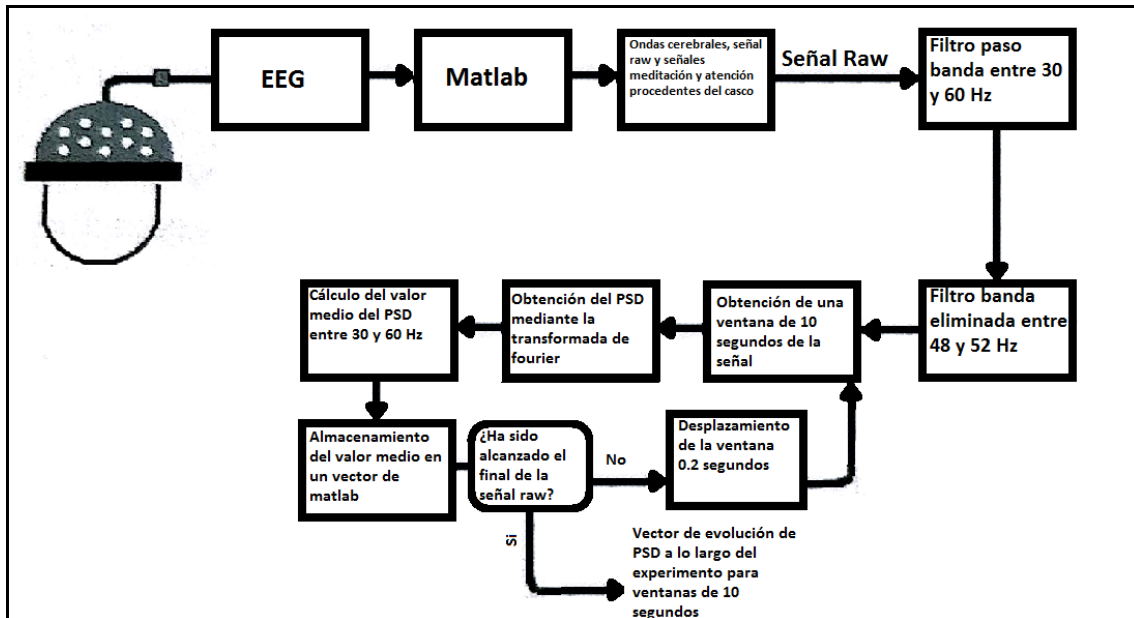 EEG
Matlab
Ondas cerebrales, señal
raw y señales
meditación y atención
procedentes del casco
Señal Raw
Filtro paso
banda entre 30
y 60 Hz
Filtro banda
eliminada entre
48 y 52 Hz
Obtención de una
ventana de 10
segundos de la
señal
Obtención del PSD
mediante la
transformada de
fourier
Cálculo del valor
medio del PSD
entre 30 y 60 Hz
Almacenamiento
del valor medio en
un vector de
matlab
¿Ha sido
alcanzado el
final de la
señal raw?
No
Desplazamiento
de la ventana
0.2 segundos
Si
Vector de evolución de
PSD a lo largo del
experimento para
ventanas de 10
segundos